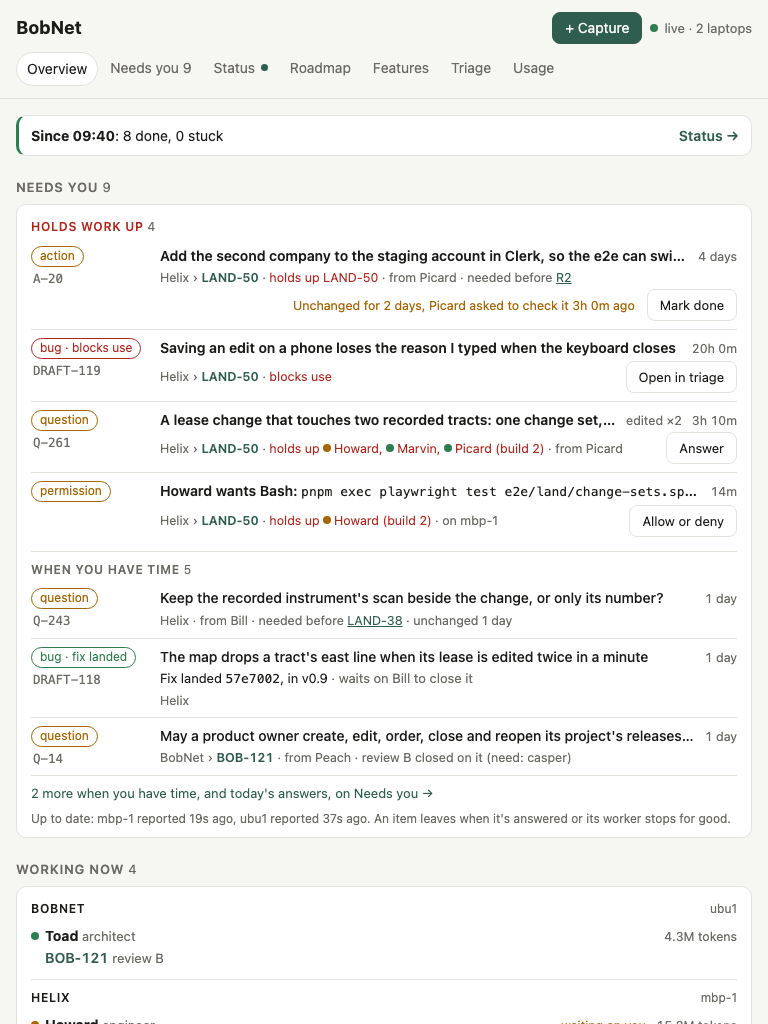 BobNet
+ Capture
live · 2 laptops
Overview
Needs you 9
Status
Roadmap
Features
Triage
Usage
Since 09:40: 8 done, 0 stuck
Status →
NEEDS YOU 9
HOLDS WORK UP 4
action
Add the second company to the staging account in Clerk, so the e2e can swi...
4 days
A-20
Helix › LAND-50 · holds up LAND-50 · from Picard · needed before R2
Unchanged for 2 days, Picard asked to check it 3h 0m ago
Mark done
bug · blocks use
Saving an edit on a phone loses the reason I typed when the keyboard closes
20h 0m
DRAFT-119
Helix › LAND-50 · blocks use
Open in triage
question
A lease change that touches two recorded tracts: one change set,...
edited ×2
3h 10m
Q-261
Helix › LAND-50 · holds up Howard, Marvin, Picard (build 2) · from Picard
Answer
permission
Howard wants Bash: pnpm exec playwright test e2e/land/change-sets.sp...
14m
Helix › LAND-50 · holds up Howard (build 2) · on mbp-1
Allow or deny
WHEN YOU HAVE TIME 5
question
Keep the recorded instrument's scan beside the change, or only its number?
1 day
Q-243
Helix · from Bill · needed before LAND-38 · unchanged 1 day
bug · fix landed
The map drops a tract's east line when its lease is edited twice in a minute
1 day
DRAFT-118
Fix landed 57e7002, in v0.9 · waits on Bill to close it
Helix
question
May a product owner create, edit, order, close and reopen its project's releases...
1 day
Q-14
BobNet › BOB-121 · from Peach · review B closed on it (need: casper)
2 more when you have time, and today's answers, on Needs you →
Up to date: mbp-1 reported 19s ago, ubu1 reported 37s ago. An item leaves when it's answered or its worker stops for good.
WORKING NOW 4
BOBNET
ubu1
Toad architect
4.3M tokens
BOB-121 review B
HELIX
mbp-1
Howard engineer